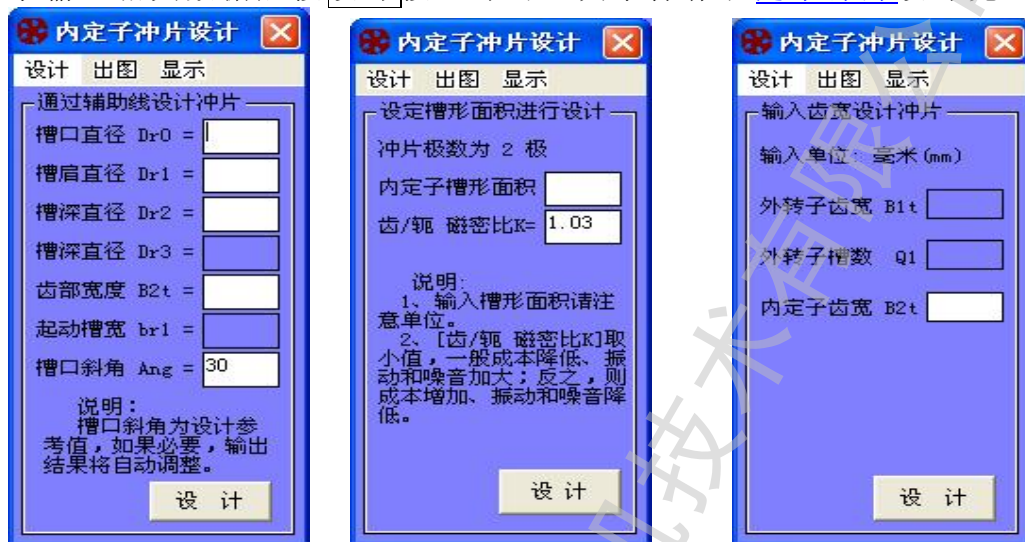 内定子冲片设计
设计 出图 显示
通过辅助线设计冲片
槽口直径 Dr0 =
槽肩直径 Dr1 =
槽深直径 Dr2 =
槽深直径 Dr3 =
齿部宽度 B2t =
起动槽宽 br1 =
槽口斜角 Ang = 30
说明:
槽口斜角为设计参
考值,如果必要,输出
结果将自动调整。
设 计
内定子冲片设计
设计 出图 显示
设定槽形面积进行设计
冲片极数为 2 极
内定子槽形面积
齿/轭 磁密比K= 1.03
说明:
1、输入槽形面积请注
意单位。
2、[齿/轭 磁密比K]取
小值,一般成本降低、振
动和噪音加大;反之,则
成本增加、振动和噪音降
低。
设 计
内定子冲片设计
设计 出图 显示
输入齿宽设计冲片
输入单位: 毫米(mm)
外转子齿宽 B1t
外转子槽数 Q1
内定子齿宽 B2t
设 计
机技术有限公